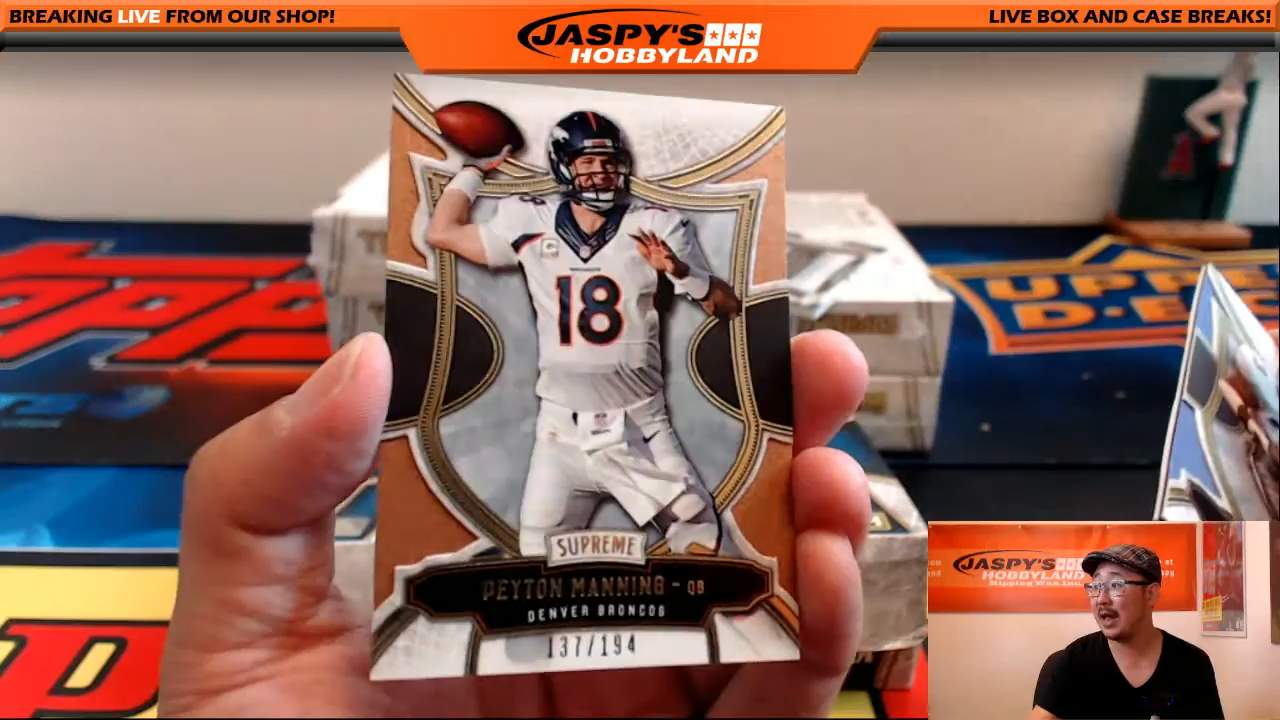 BREAKING LIVE FROM OUR SHOP!
JASPY'S
HOBBYLAND
LIVE BOX AND CASE BREAKS!
18
SUPREME
PEYTON MANNING - QB
DENVER BRONCOS
137/194
UPPE
D·E
JASPY'S
HOBBYLAND